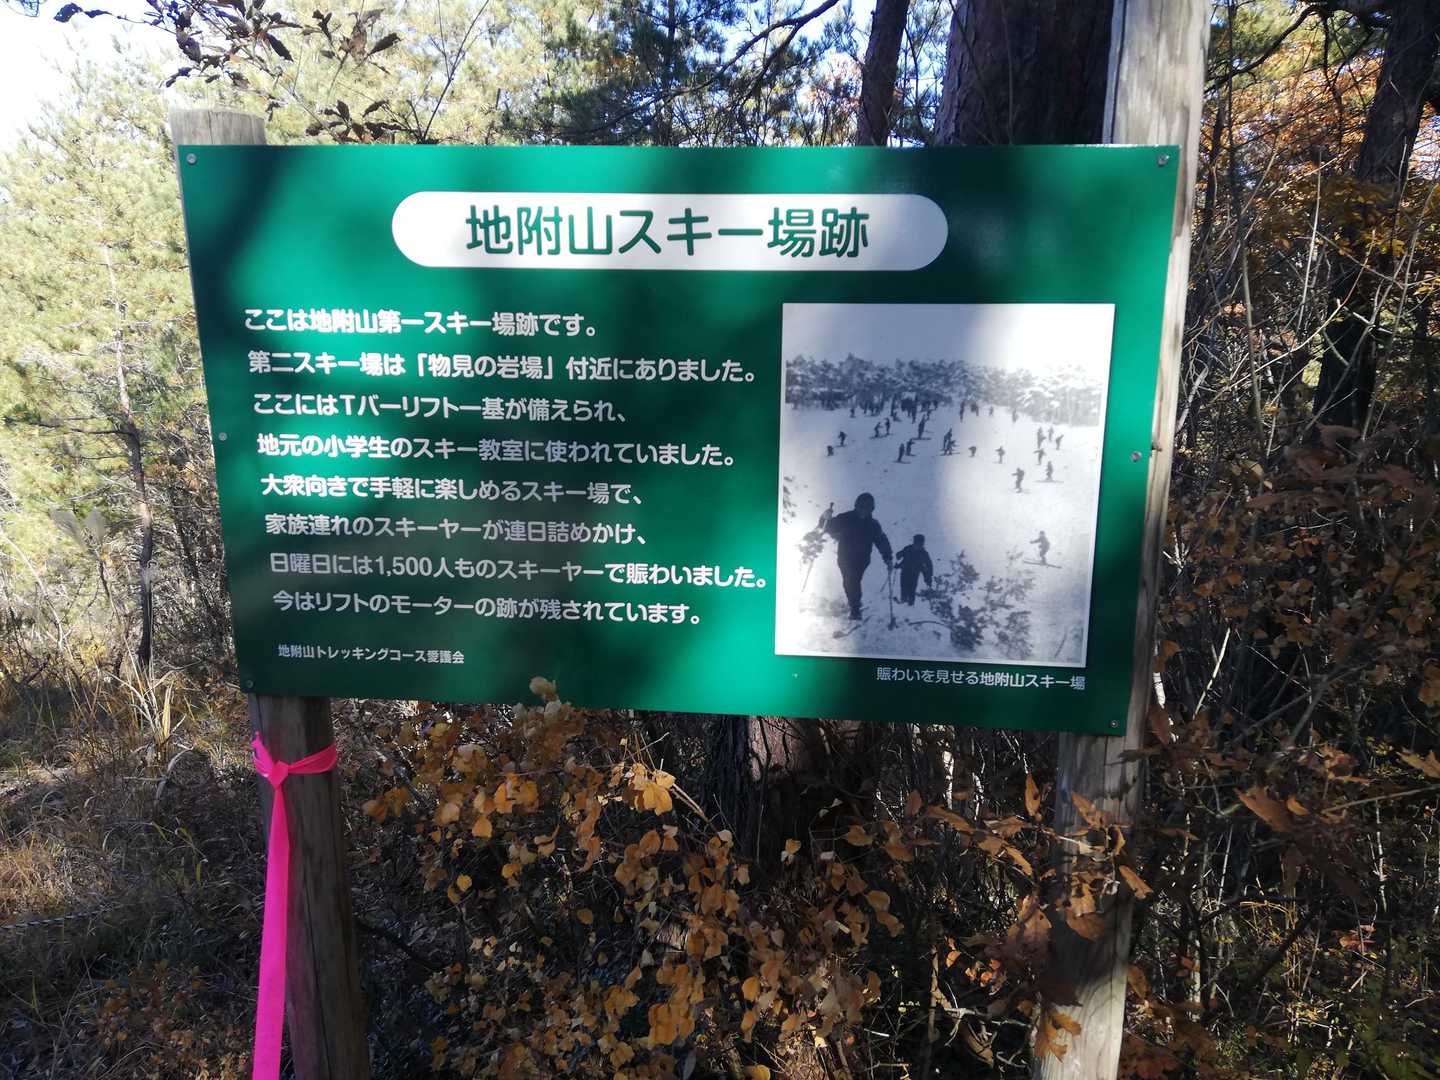 地附山スキー場跡
ここは地附山第一スキー場跡です。
第二スキー場は「物見の岩場」付近にありました。
ここにはTバーリフト一基が備えられ、
地元の小学生のスキー教室に使われていました。
大衆向きで手軽に楽しめるスキー場で、
家族連れのスキーヤーが連日詰めかけ、
日曜日には1,500人ものスキーヤーで賑わいました。
今はリフトのモーターの跡が残されています。
地附山トレッキングコース愛護会
賑わいを見せる地附山スキー場